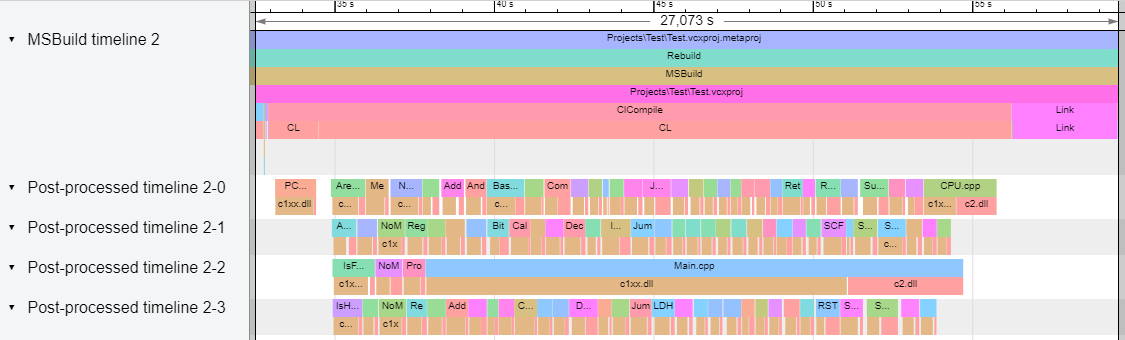 35 s 40 s 45 s 50 s 55 s
27,073 s
MSBuild timeline 2
Projects\Test\Test.vcxproj.metaproj
Rebuild
MSBuild
Projects\Test\Test.vcxproj
ClCompile Link
CL CL Link
Post-processed timeline 2-0
PC... Are... Me N... Add And Bas... Com J... Ret R... Su... CPU.cpp
c1xx.dll c... c... c... c1x... c2.dll
Post-processed timeline 2-1
A... NoM Reg Bit Cal Dec I... Jum SCF S... S...
c1x c...
Post-processed timeline 2-2
IsF... NoM Pro Main.cpp
c1x... c1xx.dll c2.dll
Post-processed timeline 2-3
IsH... NoM Re Add C... D... Jum LDH RST S... S...
c... c1x